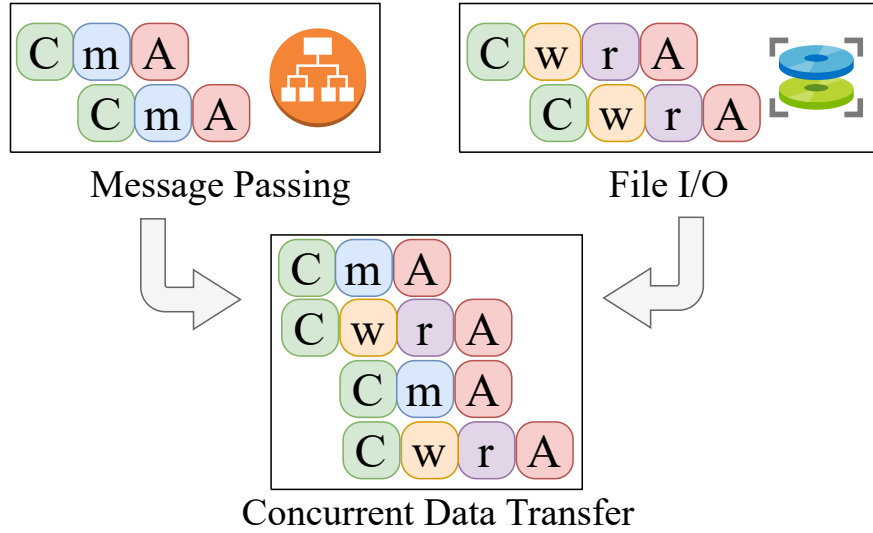 C m A
C m A
Message Passing
C w r A
C w r A
File I/O
C m A
C w r A
C m A
C w r A
Concurrent Data Transfer